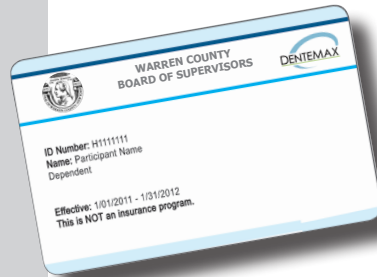 WARREN COUNTY
BOARD OF SUPERVISORS
DENTEMAX
ID Number: H1111111
Name: Participant Name
Dependent
Effective: 1/01/2011 - 1/31/2012
This is NOT an insurance program.